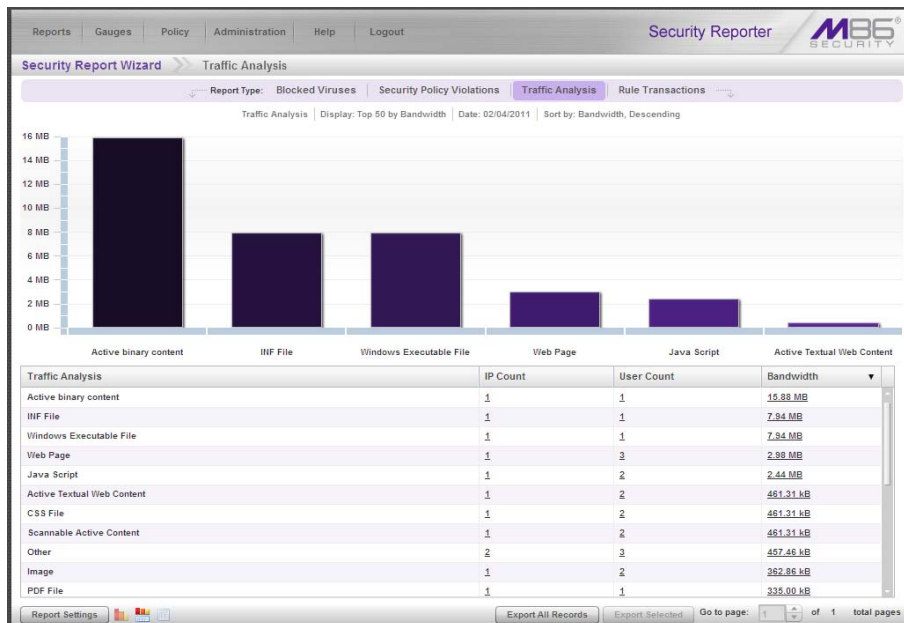 Reports Gauges Policy Administration Help Logout Security Reporter M86® SECURITY
Security Report Wizard Traffic Analysis
Report Type: Blocked Viruses Security Policy Violations Traffic Analysis Rule Transactions
Traffic Analysis Display: Top 50 by Bandwidth Date: 02/04/2011 Sort by: Bandwidth, Descending
16 MB
14 MB
12 MB
10 MB
8 MB
6 MB
4 MB
2 MB
0 MB
Active binary content INF File Windows Executable File Web Page Java Script Active Textual Web Content
Traffic Analysis IP Count User Count Bandwidth
Active binary content 1 1 15.88 MB
INF File 1 1 7.94 MB
Windows Executable File 1 1 7.94 MB
Web Page 1 3 2.98 MB
Java Script 1 2 2.44 MB
Active Textual Web Content 1 2 461.31 kB
CSS File 1 2 461.31 kB
Scannable Active Content 1 2 461.31 kB
Other 2 3 457.46 kB
Image 1 2 362.86 kB
PDF File 1 1 335.00 kB
Report Settings Export All Records Export Selected Go to page: 1 of 1 total pages